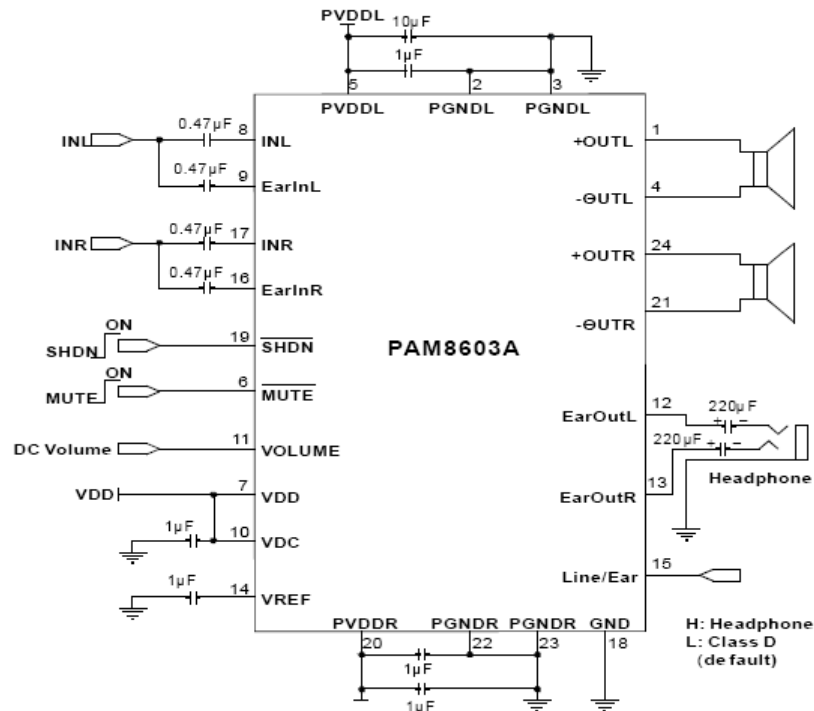 PVDDL
10µF
1µF
5
2
3
PVDDL
PGNDL
PGNDL
INL
0.47µF
8
INL
0.47µF
9
EarInL
INR
0.47µF
17
INR
0.47µF
16
EarInR
ON
SHDN
19
SHDN
ON
MUTE
6
MUTE
DC Volume
11
VOLUME
VDD
7
VDD
1µF
10
VDC
1µF
14
VREF
PAM8603A
+OUTL
1
-ƟUTL
4
+OUTR
24
-ƟUTR
21
EarOutL
12
220µF
+
−
220µF
+
−
Headphone
EarOutR
13
Line/Ear
15
H: Headphone
L: Class D
(default)
PVDDR
PGNDR
PGNDR
GND
20
22
23
18
1µF
1µF